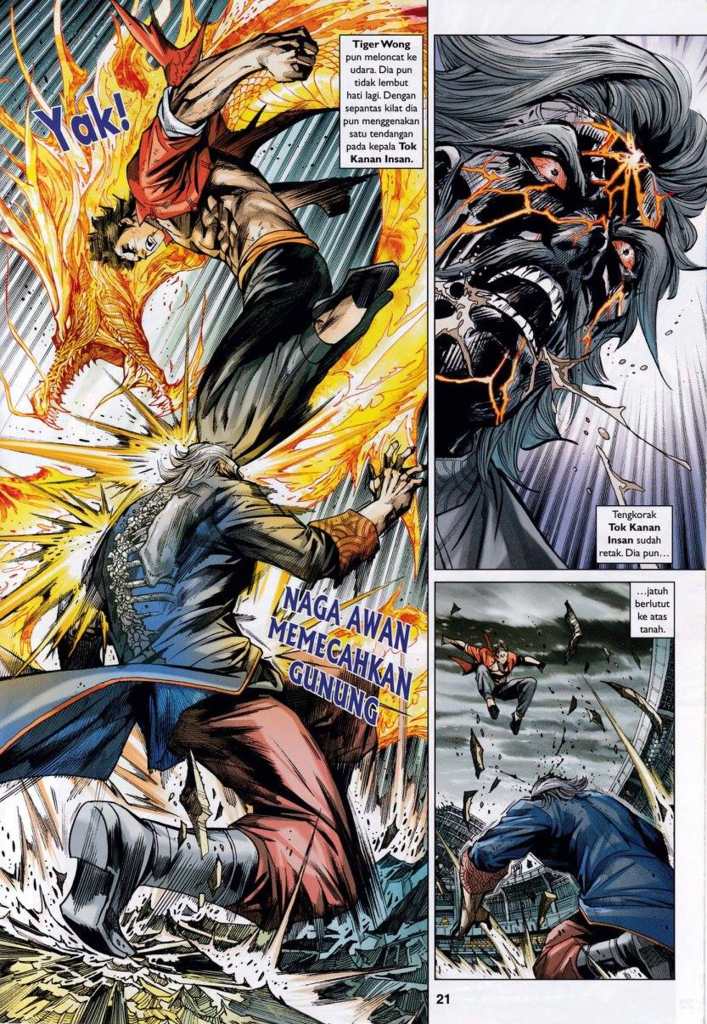 Yak!
Tiger Wong
pun meloncat ke
udara. Dia pun
tidak lembut
hati lagi. Dengan
sepantas kilat dia
pun menggenakan
satu tendangan
pada kepala Tok
Kanan Insan.
NAGA AWAN
MEMECAHKAN
GUNUNG
Tengkorak
Tok Kanan
Insan sudah
retak. Dia pun...
...jatuh
berlutut
ke atas
tanah.
21